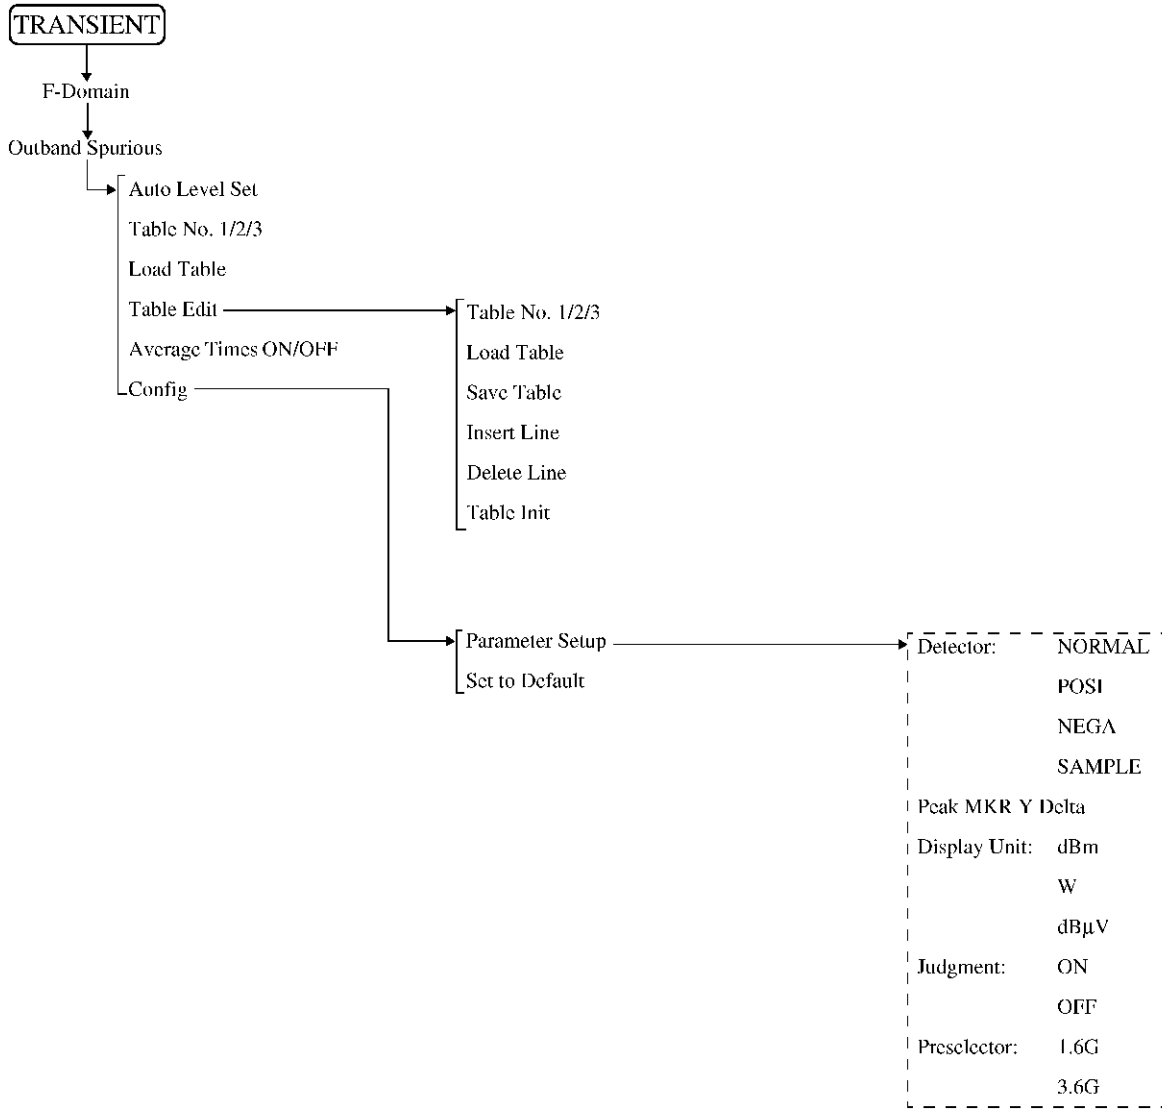 TRANSIENT
F-Domain
Outband Spurious
Auto Level Set
Table No. 1/2/3
Load Table
Table Edit
Average Times ON/OFF
Config
Table No. 1/2/3
Load Table
Save Table
Insert Line
Delete Line
Table Init
Parameter Setup
Set to Default
Detector: NORMAL
POSI
NEGA
SAMPLE
Peak MKR Y Delta
Display Unit: dBm
W
dBμV
Judgment: ON
OFF
Preselector: 1.6G
3.6G